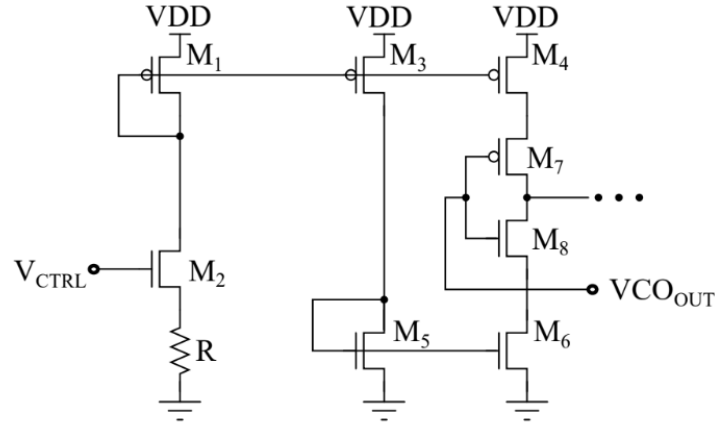 VDD VDD VDD
M1 M3 M4
M7
M8
VCTRL M2
VCOOUT
R M5 M6